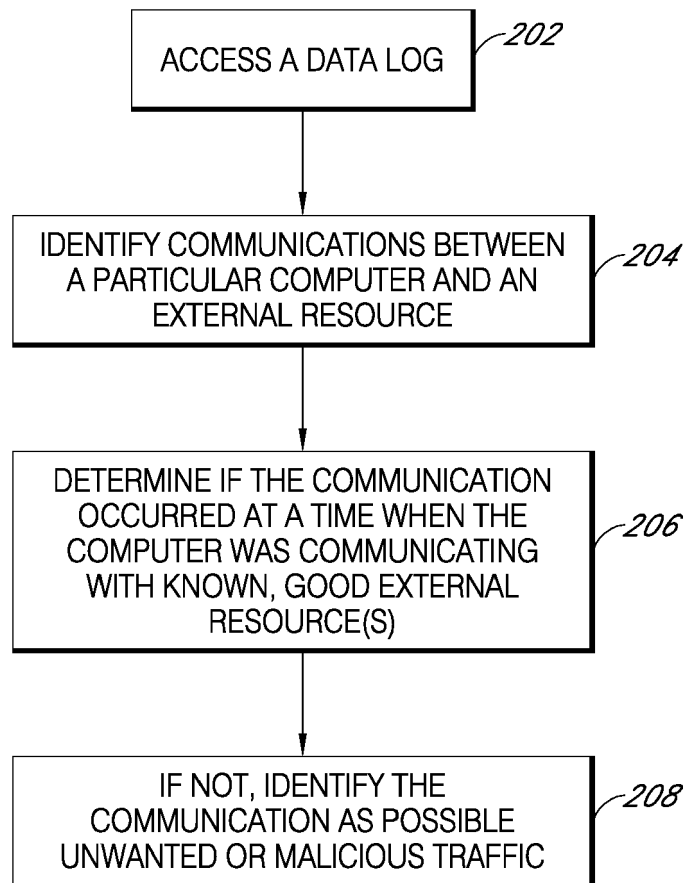 ACCESS A DATA LOG
202
IDENTIFY COMMUNICATIONS BETWEEN
A PARTICULAR COMPUTER AND AN
EXTERNAL RESOURCE
204
DETERMINE IF THE COMMUNICATION
OCCURRED AT A TIME WHEN THE
COMPUTER WAS COMMUNICATING
WITH KNOWN, GOOD EXTERNAL
RESOURCE(S)
206
IF NOT, IDENTIFY THE
COMMUNICATION AS POSSIBLE
UNWANTED OR MALICIOUS TRAFFIC
208